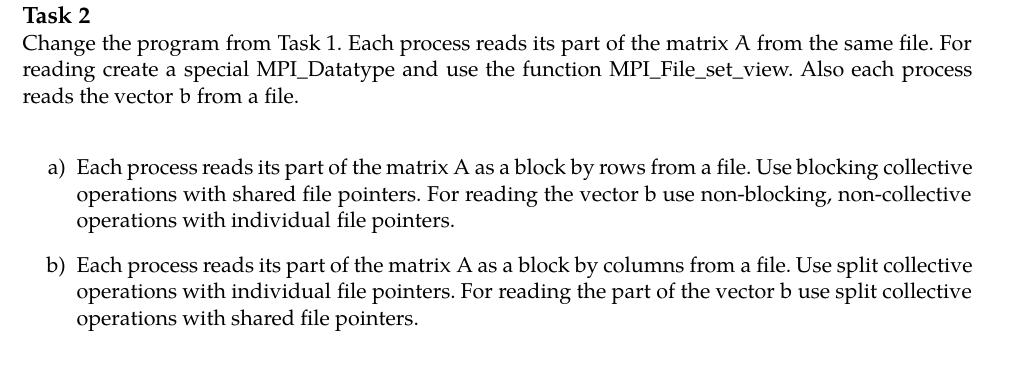 Task 2
Change the program from Task 1. Each process reads its part of the matrix A from the same file. For
reading create a special MPI_Datatype and use the function MPI_File_set_view. Also each process
reads the vector b from a file.
a) Each process reads its part of the matrix A as a block by rows from a file. Use blocking collective
operations with shared file pointers. For reading the vector b use non-blocking, non-collective
operations with individual file pointers.
b) Each process reads its part of the matrix A as a block by columns from a file. Use split collective
operations with individual file pointers. For reading the part of the vector b use split collective
operations with shared file pointers.